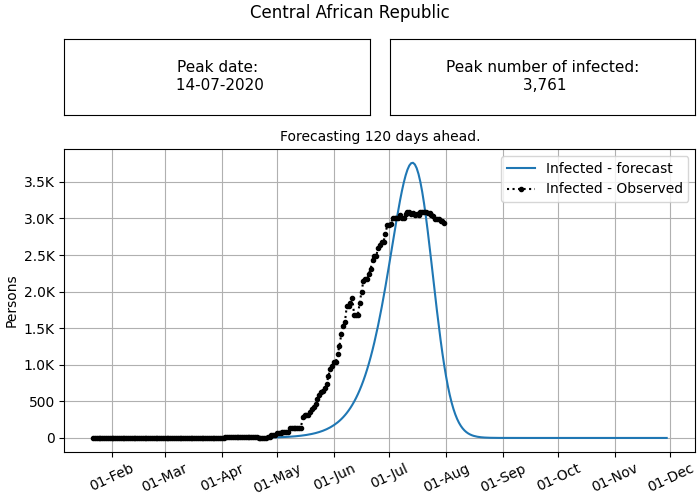 Central African Republic
Peak date:
14-07-2020
Peak number of infected:
3,761
Forecasting 120 days ahead.
Infected - forecast
Infected - Observed
Persons
3.5K
3.0K
2.5K
2.0K
1.5K
1.0K
500
0
01-Feb
01-Mar
01-Apr
01-May
01-Jun
01-Jul
01-Aug
01-Sep
01-Oct
01-Nov
01-Dec